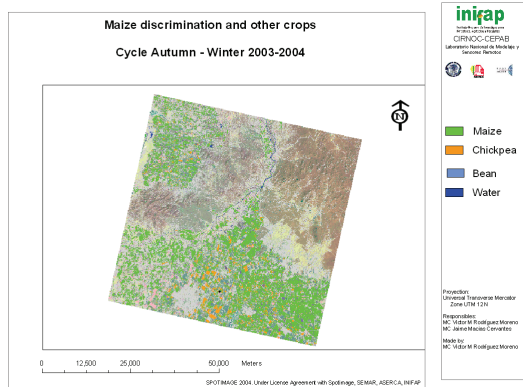 Maize discrimination and other crops
Cycle Autumn - Winter 2003-2004
N
0 12,500 25,000 50,000 Meters
SPOTIMAGE 2004, Under License Agreement with Spotimage, SEMAR, ASERCA, INIFAP
inifap
CIRNOC-CEPAB
Laboratorio Nacional de Modelaje y
Sensores Remotos
Maize
Chickpea
Bean
Water
Proyection:
Universal Transverse Mercator
Zone UTM 12N
Responsibles:
MC Victor M Rodríguez Moreno
MC Jaime Macías Cervantes
Made by:
MC Victor M Rodríguez Moreno